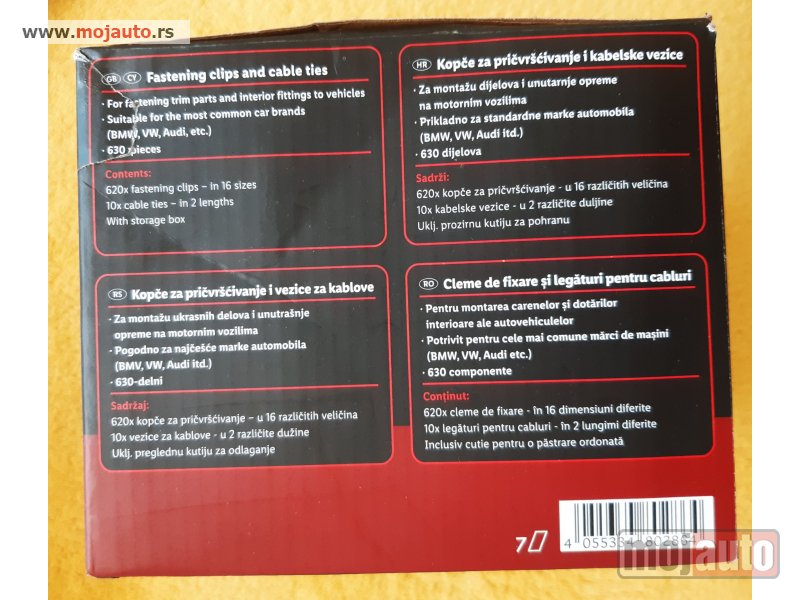 www.mojauto.rs
GB CY Fastening clips and cable ties
· For fastening trim parts and interior fittings to vehicles
· Suitable for the most common car brands
(BMW, VW, Audi, etc.)
· 630 pieces
Contents:
620x fastening clips – in 16 sizes
10x cable ties – in 2 lengths
With storage box
HR Kopče za pričvršćivanje i kabelske vezice
· Za montažu dijelova i unutarnje opreme
na motornim vozilima
· Prikladno za standardne marke automobila
(BMW, VW, Audi itd.)
· 630 dijelova
Sadrži:
620x kopče za pričvršćivanje - u 16 različitih veličina
10x kabelske vezice - u 2 različite duljine
Uklj. prozirnu kutiju za pohranu
RS Kopče za pričvršćivanje i vezice za kablove
· Za montažu ukrasnih delova i unutrašnje
opreme na motornim vozilima
· Pogodno za najčešće marke automobila
(BMV, VW, Audi itd.)
· 630-delni
Sadržaj:
620x kopče za pričvršćivanje – u 16 različitih veličina
10x vezice za kablove - u 2 različite dužine
Uklj. preglednu kutiju za odlaganje
RO Cleme de fixare și legături pentru cabluri
· Pentru montarea carenelor și dotărilor
interioare ale autovehiculelor
· Potrivit pentru cele mai comune mărci de mașini
(BMW, VW, Audi etc.)
· 630 componente
Conținut:
620x cleme de fixare - în 16 dimensiuni diferite
10x legături pentru cabluri - în 2 lungimi diferite
Inclusiv cutie pentru o păstrare ordonată
7
4 055334 802864
mojauto